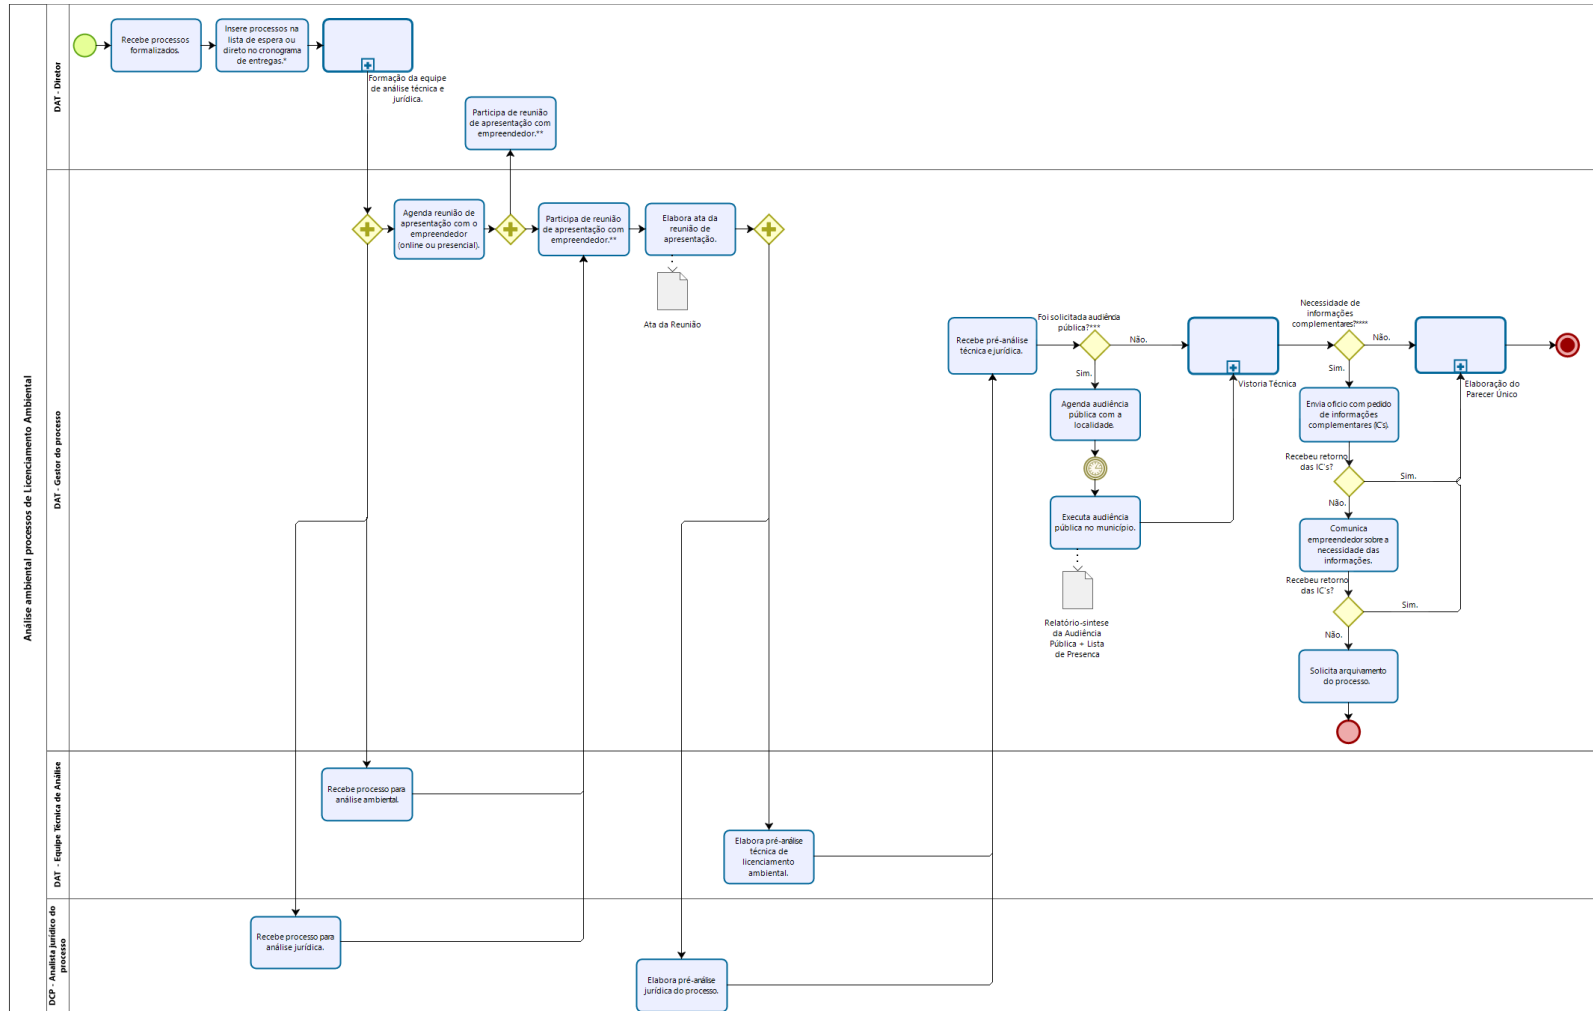 Análise ambiental processos de Licenciamento Ambiental
DAT - Diretor
Recebe processos
formalizados.
Insere processos na
lista de espera ou
direto no cronograma
de entregas.*
Formação da equipe
de análise técnica e
jurídica.
Participa de reunião
de apresentação com
empreendedor.**
DAT - Gestor do processo
Agenda reunião de
apresentação com o
empreendedor
(online ou presencial).
Participa de reunião
de apresentação com
empreendedor.**
Elabora ata da
reunião de
apresentação.
Ata da Reunião
Recebe pré-análise
técnica e jurídica.
Foi solicitada audiência
pública?***
Não.
Sim.
Agenda audiência
pública com a
localidade.
Executa audiência
pública no município.
Relatório-sintese
da Audiência
Pública + Lista
de Presenca
Vistoria Técnica
Necessidade de
informações
complementares?****
Não.
Sim.
Elaboração do
Parecer Único
Envia oficio com pedido
de informações
complementares (IC's).
Recebeu retorno
das IC's?
Sim.
Não.
Comunica
empreendedor sobre a
necessidade das
informações.
Recebeu retorno
das IC's?
Sim.
Não.
Solicita arquivamento
do processo.
DAT - Equipe Técnica de Análise
Recebe processo para
análise ambiental.
Elabora pré-análise
técnica de
licenciamento
ambiental.
DCP - Analista jurídico do
processo
Recebe processo para
análise jurídica.
Elabora pré-análise
jurídica do processo.